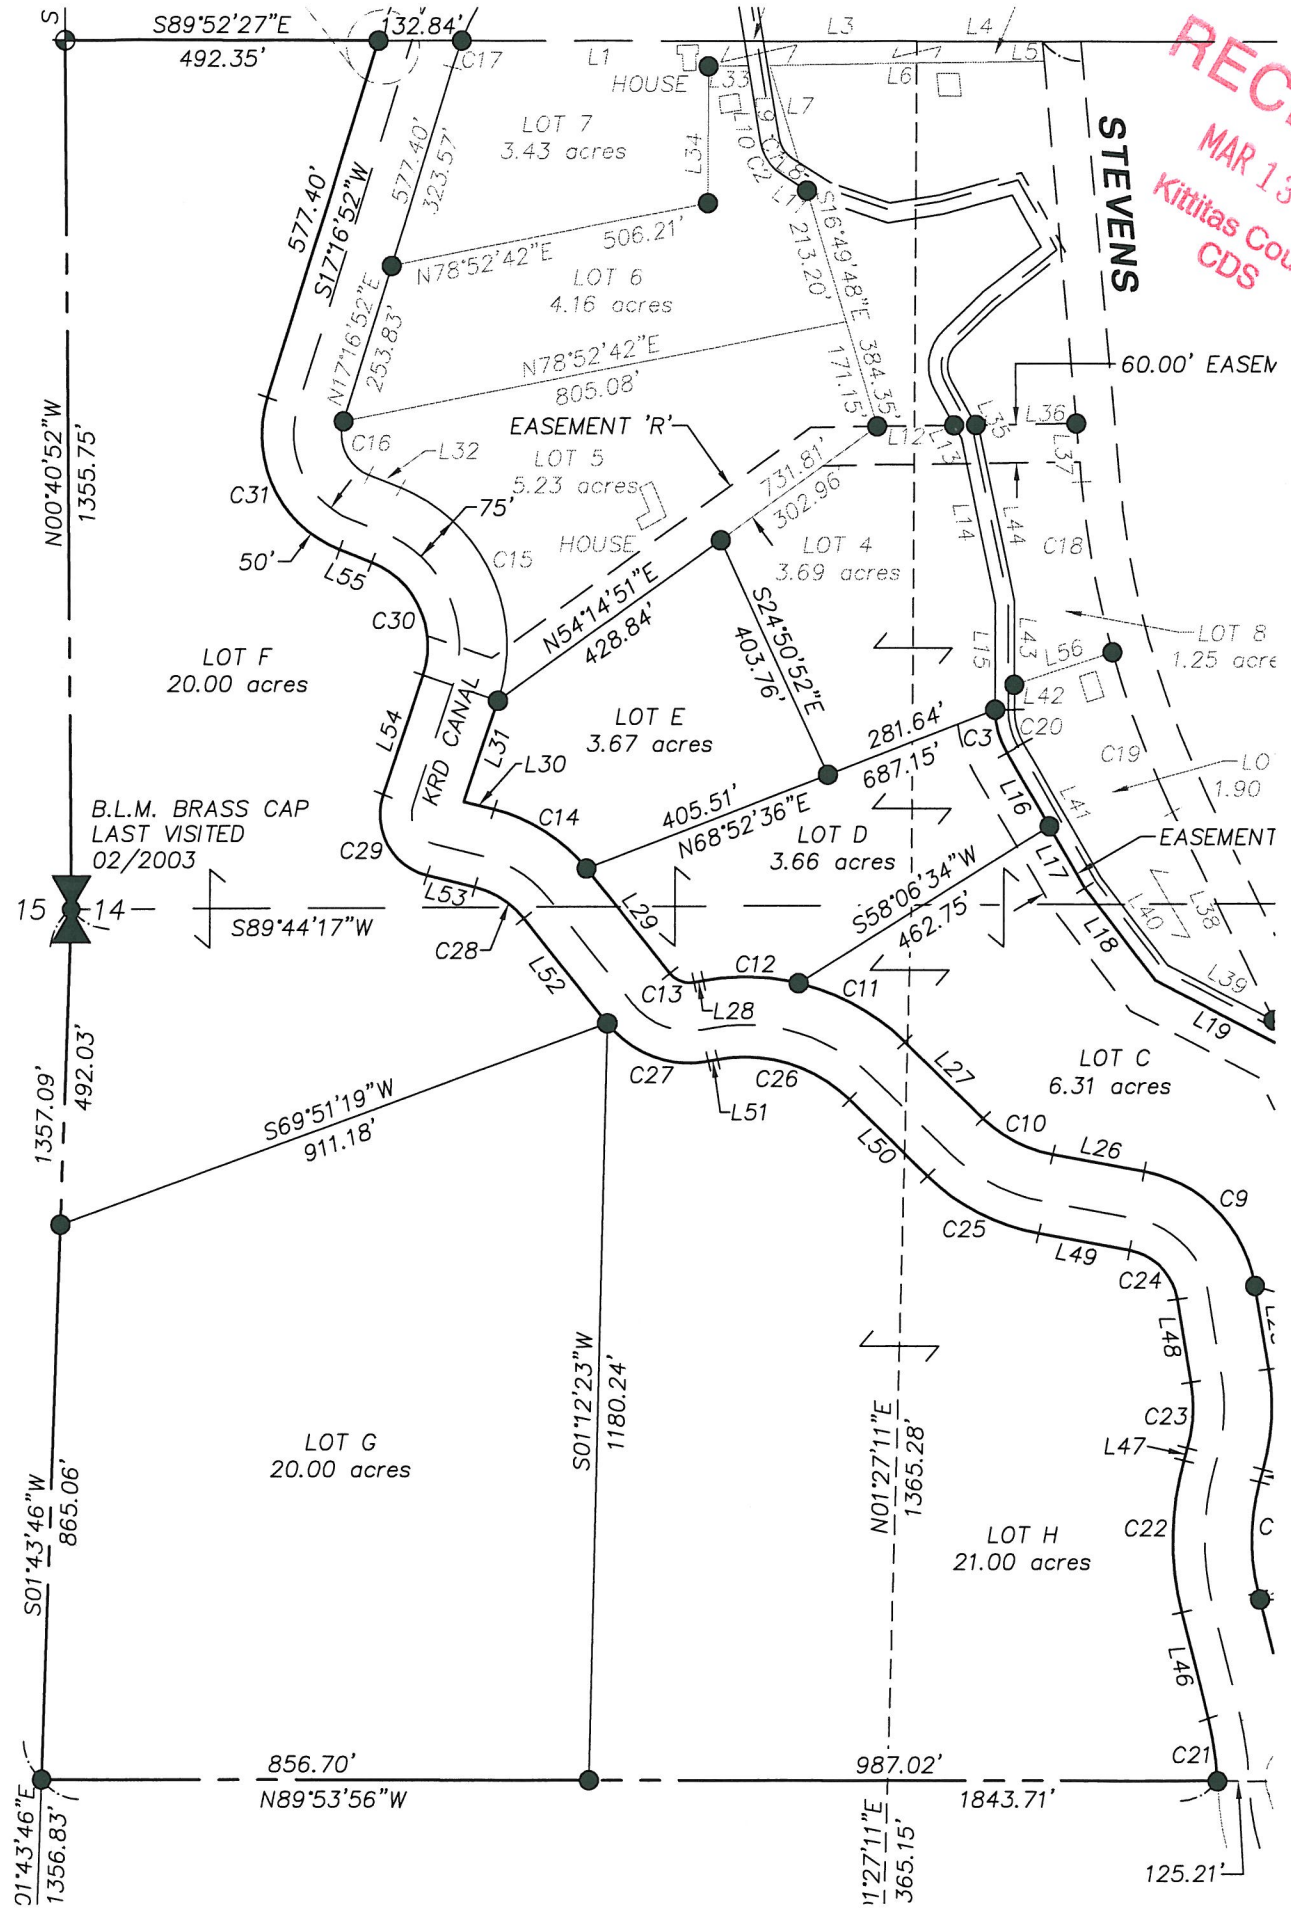 S
S89°52'27"E
492.35'
132.84'
C17
L1
L3
L4
L5
L6
HOUSE
L33
L9
L7
L10
C2
C1
L8
L11
LOT 7
3.43 acres
L34
577.40'
S17°16'52"W
577.40'
323.57'
N78°52'42"E
506.21'
S16°49'48"E
213.20'
384.35'
171.15'
STEVENS
MAR 13
Kittitas Cou
CDS
LOT 6
4.16 acres
N17°16'52"E
253.83'
N78°52'42"E
805.08'
60.00' EASEM
EASEMENT 'R'
L12
L13
L35
L36
L37
C16
L32
LOT 5
5.23 acres
731.81'
302.96'
N00°40'52"W
1355.75'
C31
75'
50'
L55
C15
HOUSE
LOT 4
3.69 acres
L14
L44
C18
C30
N54°14'51"E
428.84'
S24°50'52"E
403.76'
L15
L43
L56
LOT 8
1.25 acre
LOT F
20.00 acres
L54
KRD CANAL
L31
L30
LOT E
3.67 acres
281.64'
687.15'
C3
L42
C20
C19
LO
1.90
B.L.M. BRASS CAP
LAST VISITED
02/2003
C14
405.51'
N68°52'36"E
LOT D
3.66 acres
L16
L41
EASEMENT
C29
L53
L29
S58°06'34"W
462.75'
L17
L18
L40
L38
L39
15
14
S89°44'17"W
C28
L52
C13
C12
L28
C11
L19
1357.09'
492.03'
S69°51'19"W
911.18'
C27
C26
L51
L27
LOT C
6.31 acres
L50
C10
L26
C9
C25
L49
C24
L48
S01°12'23"W
1180.24'
C23
L47
LOT G
20.00 acres
S01°43'46"W
865.06'
N01°27'11"E
1365.28'
C22
C
LOT H
21.00 acres
L46
856.70'
N89°53'56"W
987.02'
1843.71'
C21
01°43'46"E
1356.83'
1°27'11"E
365.15'
125.21'